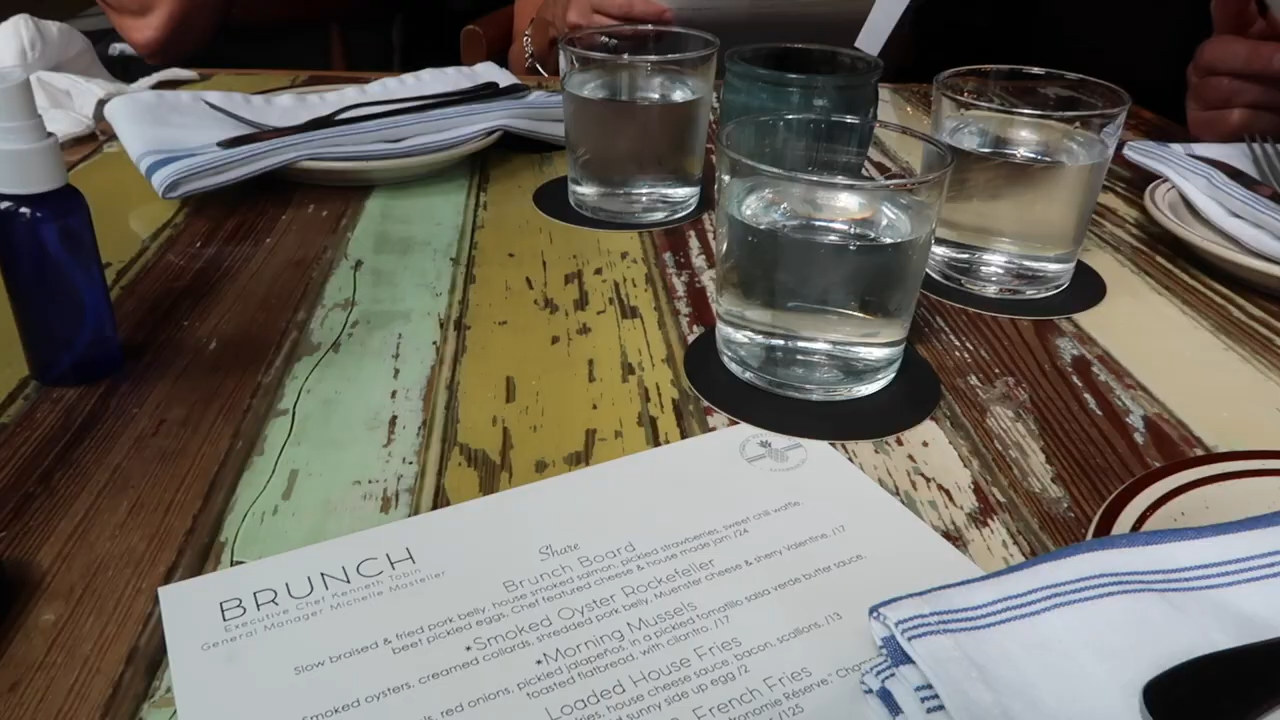 BRUNCH
Executive Chef Kenneth Tobin
General Manager Michelle Mosteller
Share
Brunch Board
Slow braised & fried pork belly, house smoked salmon, pickled strawberries, sweet chili waffle,
beef pickled eggs, Chef featured cheese & house made jam /24
*Smoked Oyster Rockefeller
Smoked oysters, creamed collards, shredded pork belly, Muenster cheese & sherry Valentine. /17
*Morning Mussels
red onions, pickled jalapeños, in a pickled tomatillo salsa verde butter sauce,
toasted flatbread, with cilantro. /17
Loaded House Fries
house cheese sauce, bacon, scallions. /13
sunny side up egg /2
French Fries
Réserve,"
/125